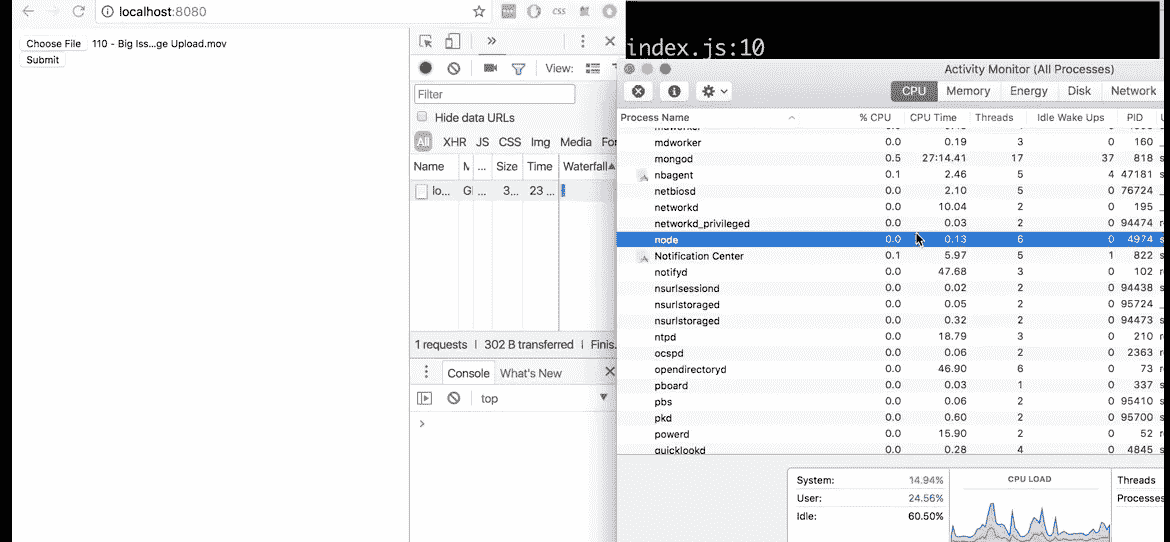 localhost:8080
CSS
Choose File 110 - Big Iss...ge Upload.mov
Submit
View:
Filter
Hide data URLs
All XHR JS CSS Img Media
Name ... Size Time Waterfall
lo... ... 3... 23 ...
1 requests | 302 B transferred | Finis.
Console What's New
top
index.js:10
Activity Monitor (All Processes)
CPU Memory Energy Disk Network
Process Name % CPU CPU Time Threads Idle Wake Ups PID
mdworker 0.0 0.19 3 0 160
mongod 0.5 27:14.41 17 37 818
nbagent 0.1 2.46 5 4 47181
netbiosd 0.0 2.10 5 0 76724
networkd 0.0 10.04 2 0 195
networkd_privileged 0.0 0.03 2 0 94474
node 0.0 0.13 6 0 4974
Notification Center 0.1 5.97 5 1 822
notifyd 0.0 47.68 3 0 102
nsurlsessiond 0.0 0.02 2 0 94438
nsurlstoraged 0.0 0.05 2 0 95724
nsurlstoraged 0.0 0.32 2 0 94473
ntpd 0.0 18.79 3 0 210
ocspd 0.0 0.06 2 0 2363
opendirectoryd 0.0 46.90 6 0 73
pboard 0.0 0.03 1 0 337
pbs 0.0 0.06 2 0 95410
pkd 0.0 0.60 2 0 95700
powerd 0.0 15.90 2 0 52
quicklookd 0.0 0.28 4 0 4845
System: 14.94%
User: 24.56%
Idle: 60.50%
CPU LOAD
Threads
Processes